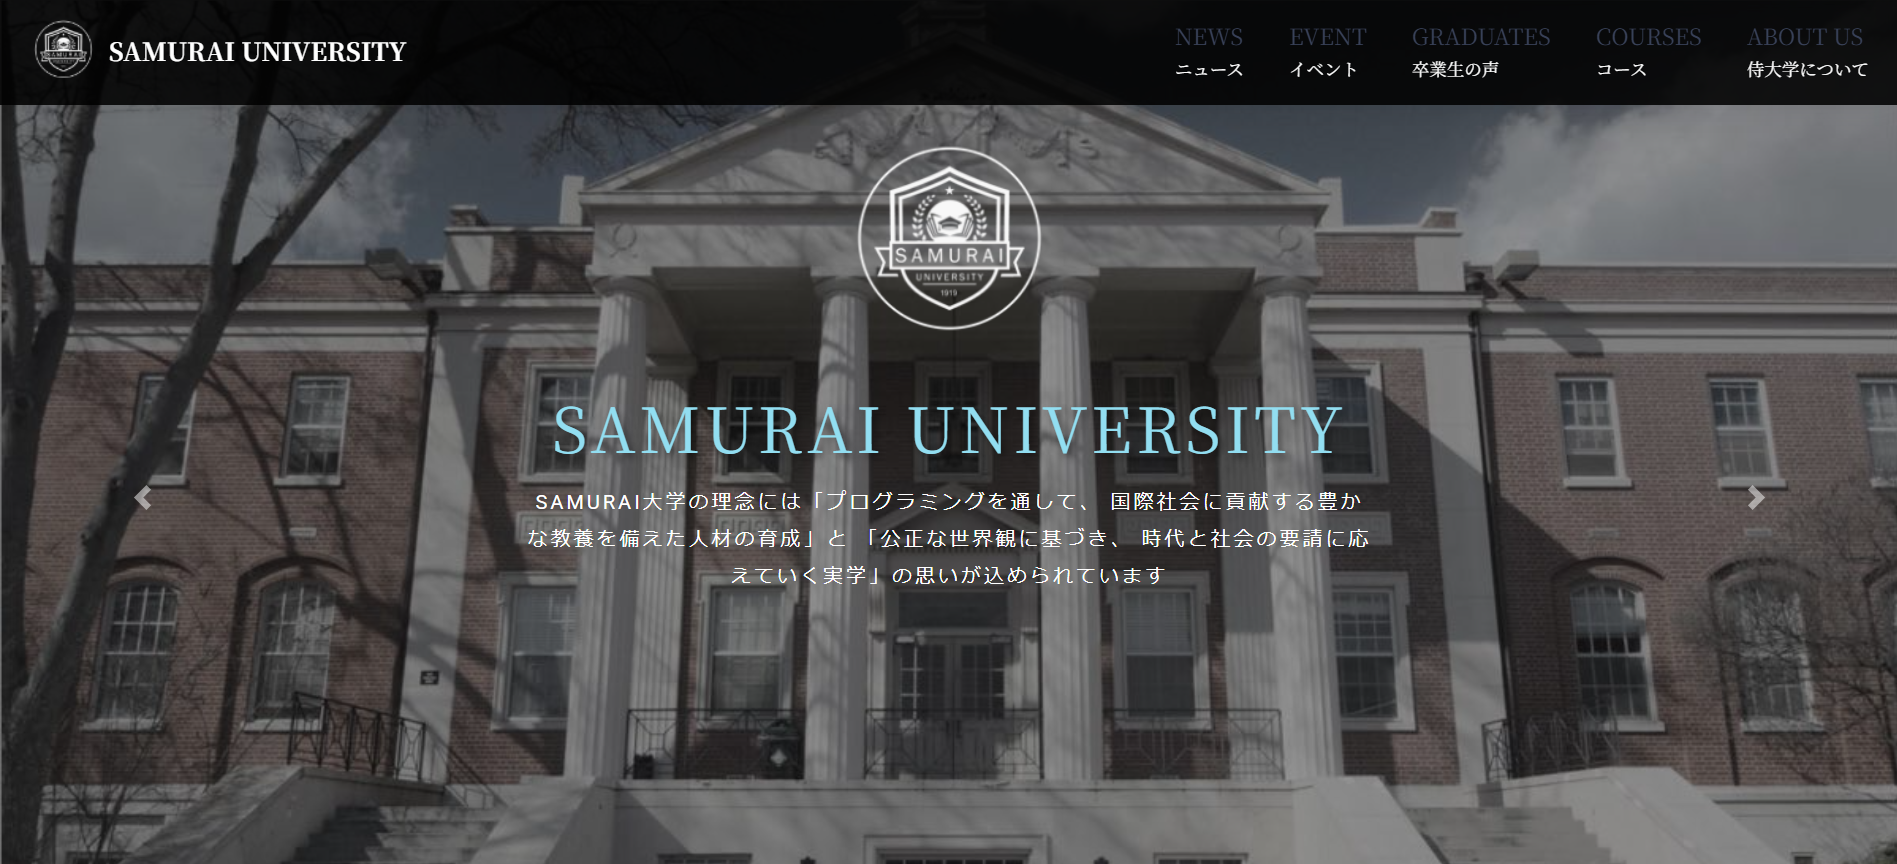 SAMURAI UNIVERSITY
NEWS
ニュース
EVENT
イベント
GRADUATES
卒業生の声
COURSES
コース
ABOUT US
侍大学について
SAMURAI
UNIVERSITY
1919
SAMURAI UNIVERSITY
SAMURAI大学の理念には「プログラミングを通して、 国際社会に貢献する豊か
な教養を備えた人材の育成」と 「公正な世界観に基づき、 時代と社会の要請に応
えていく実学」の思いが込められています